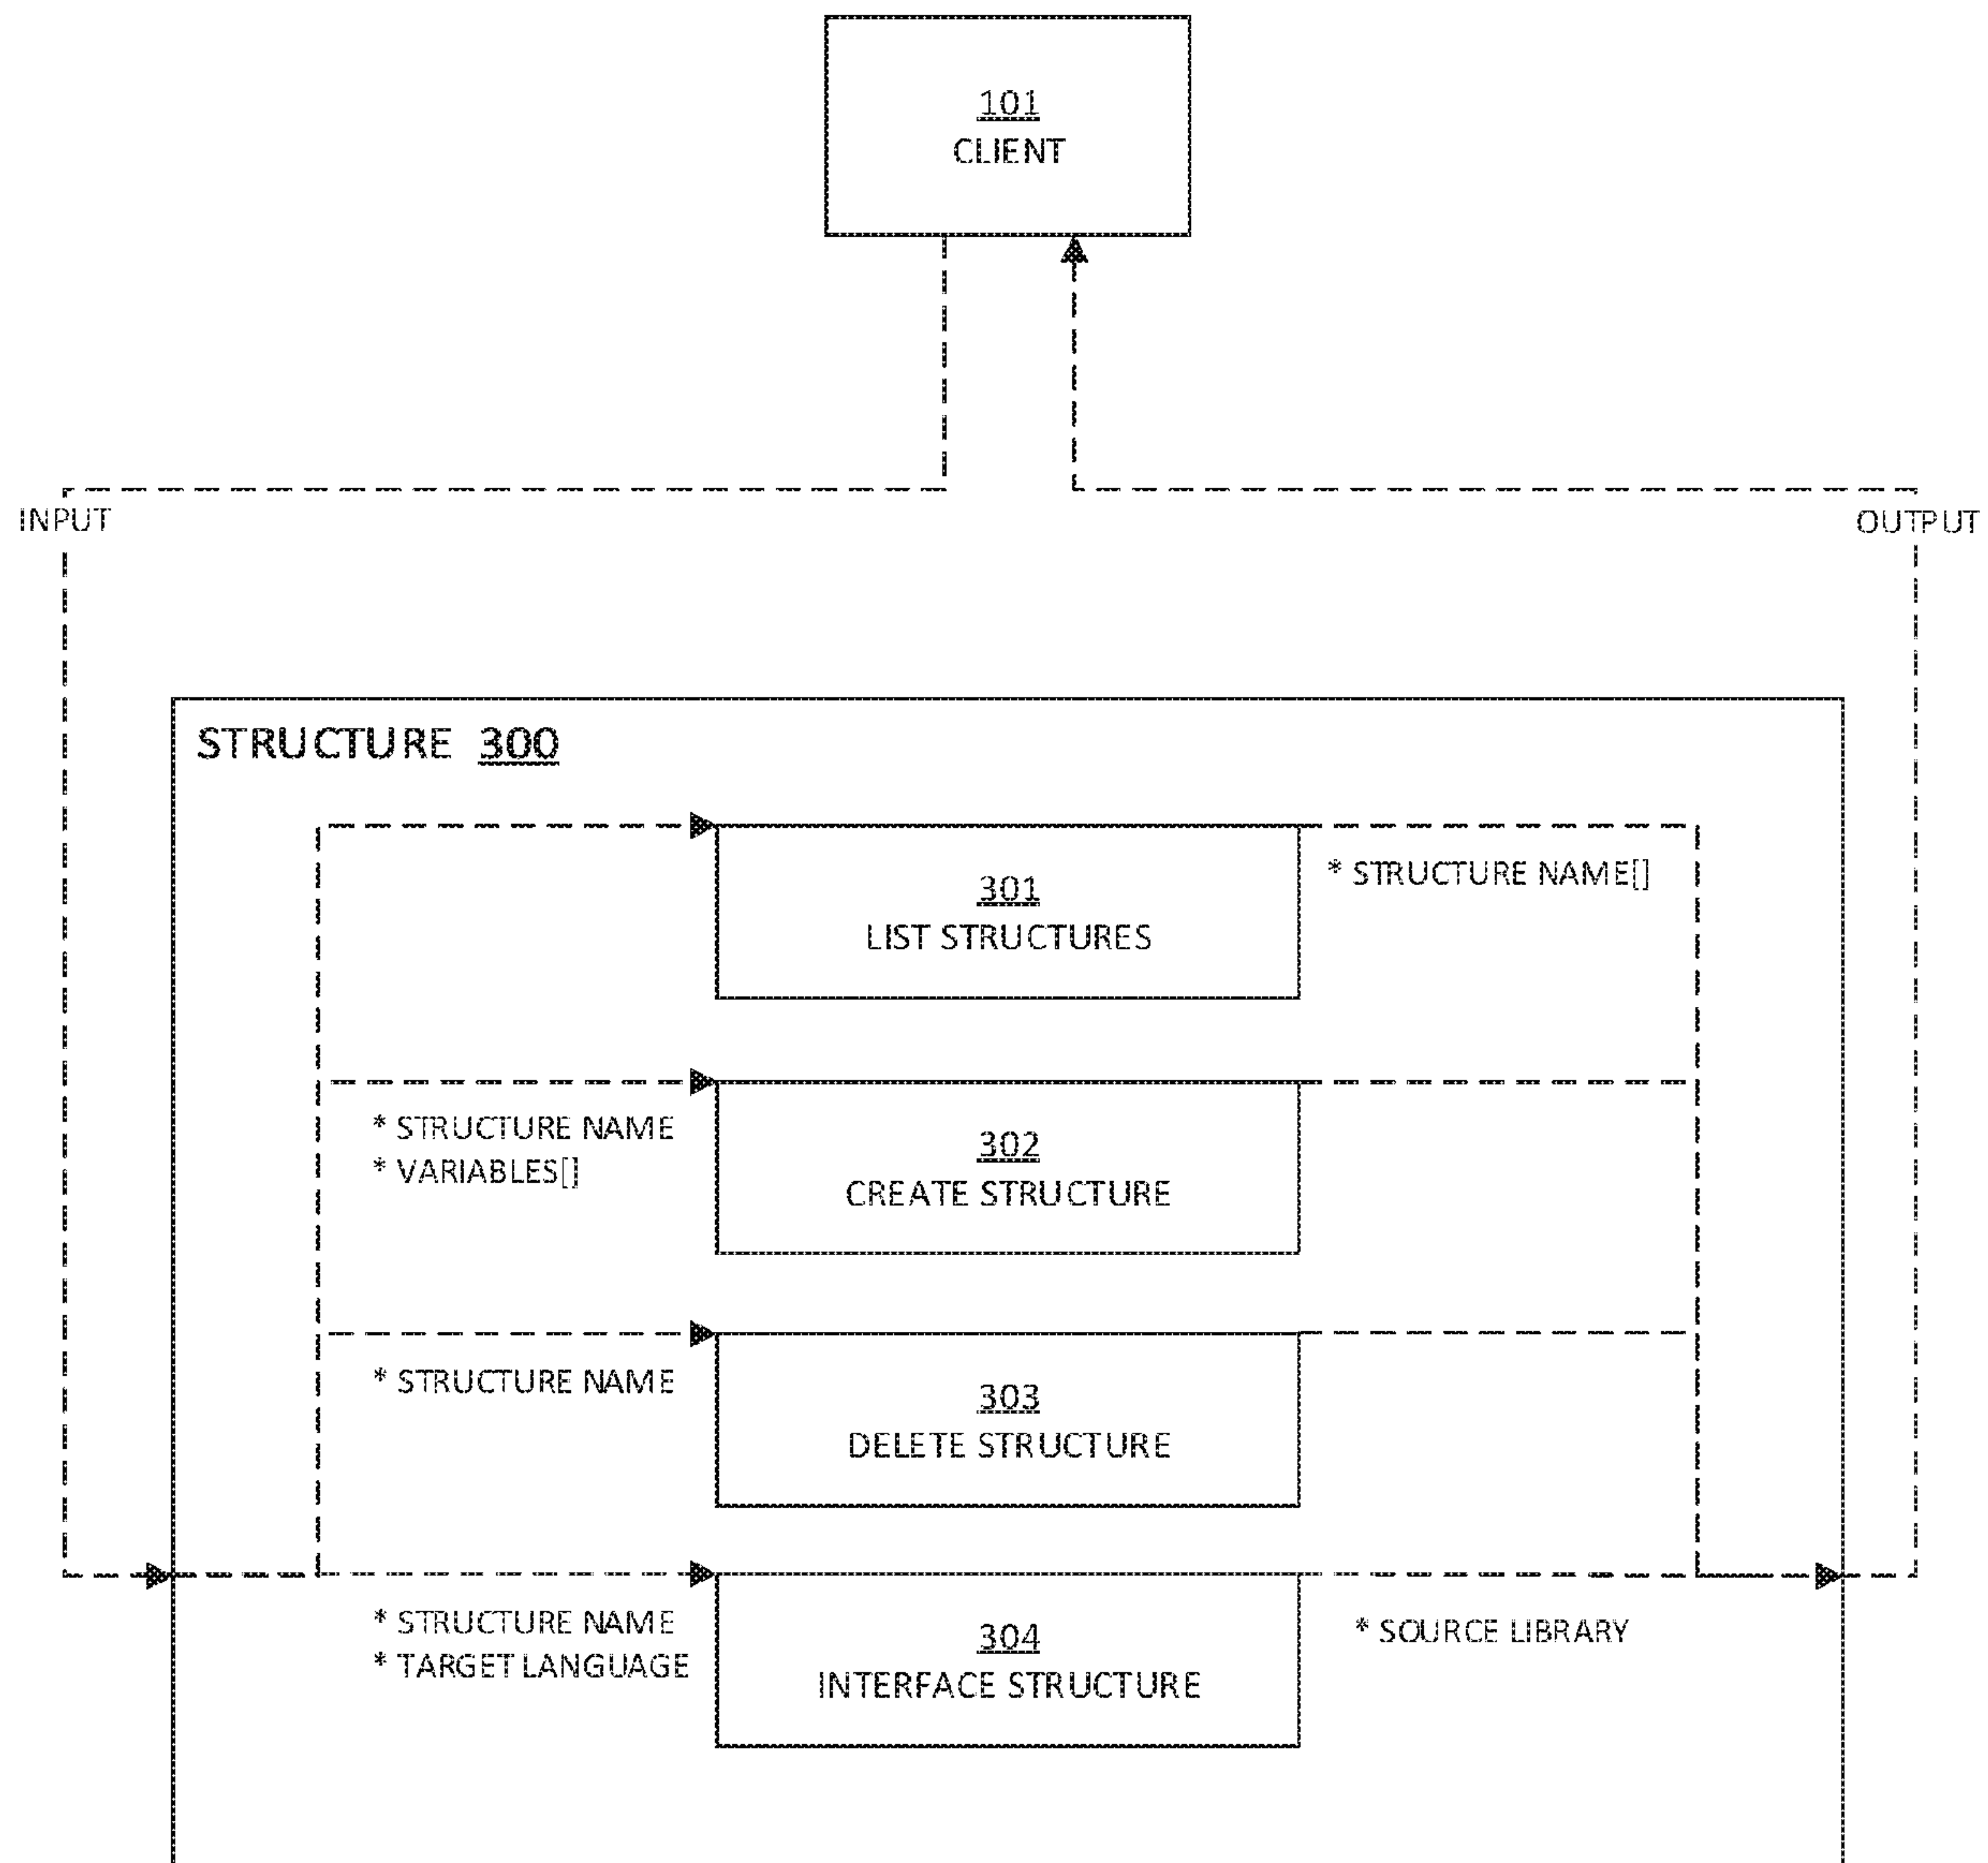 101
CLIENT
INPUT
OUTPUT
STRUCTURE 300
301
LIST STRUCTURES
* STRUCTURE NAME[]
* STRUCTURE NAME
* VARIABLES[]
302
CREATE STRUCTURE
* STRUCTURE NAME
303
DELETE STRUCTURE
* STRUCTURE NAME
* TARGET LANGUAGE
304
INTERFACE STRUCTURE
* SOURCE LIBRARY